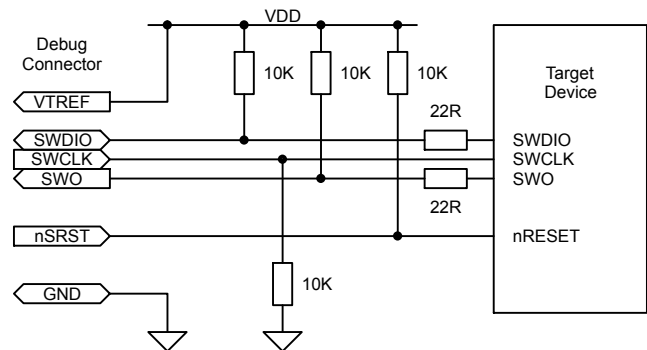 VDD
Debug
Connector
10K
10K
10K
Target
Device
VTREF
22R
SWDIO
SWDIO
SWCLK
SWCLK
SWO
SWO
22R
nSRST
nRESET
10K
GND